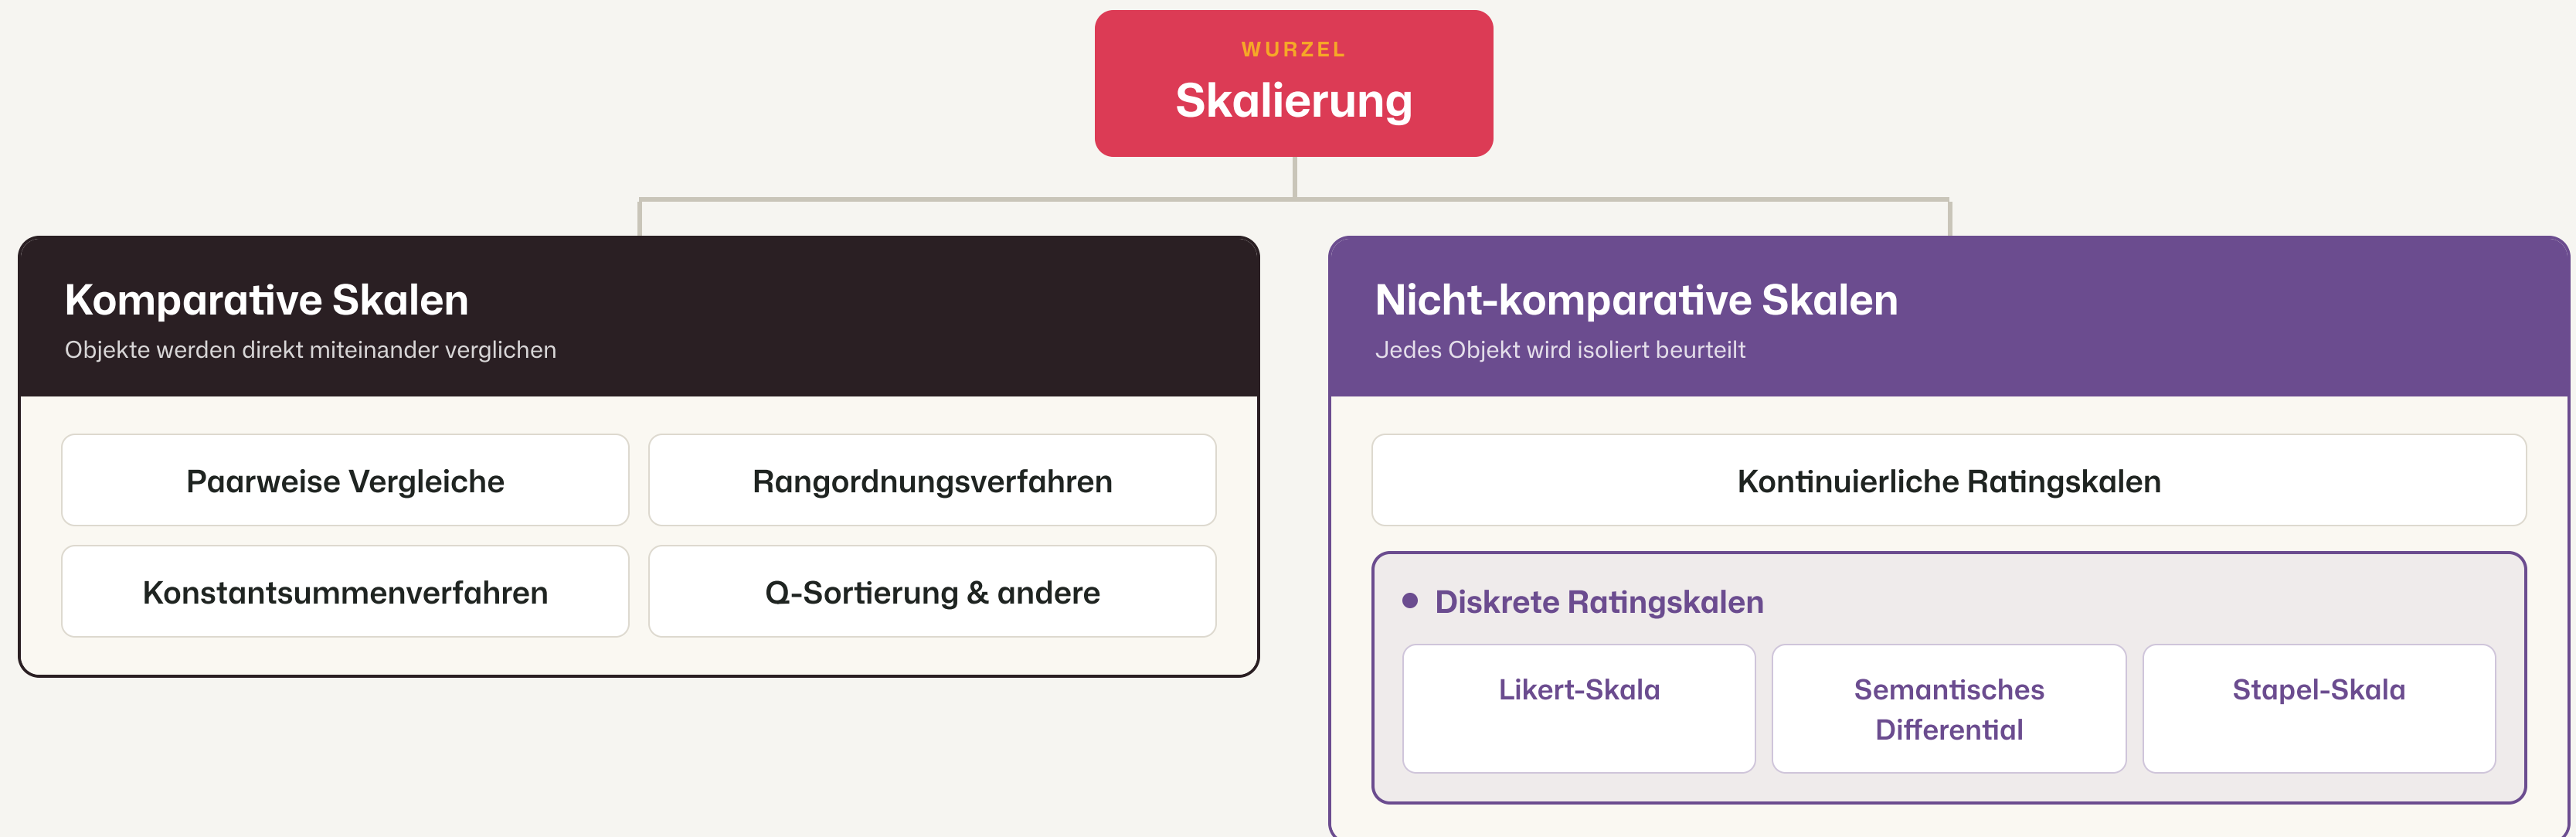 WURZEL
Skalierung
Komparative Skalen
Objekte werden direkt miteinander verglichen
Paarweise Vergleiche
Rangordnungsverfahren
Konstantsummenverfahren
Q-Sortierung & andere
Nicht-komparative Skalen
Jedes Objekt wird isoliert beurteilt
Kontinuierliche Ratingskalen
Diskrete Ratingskalen
Likert-Skala
Semantisches
Differential
Stapel-Skala